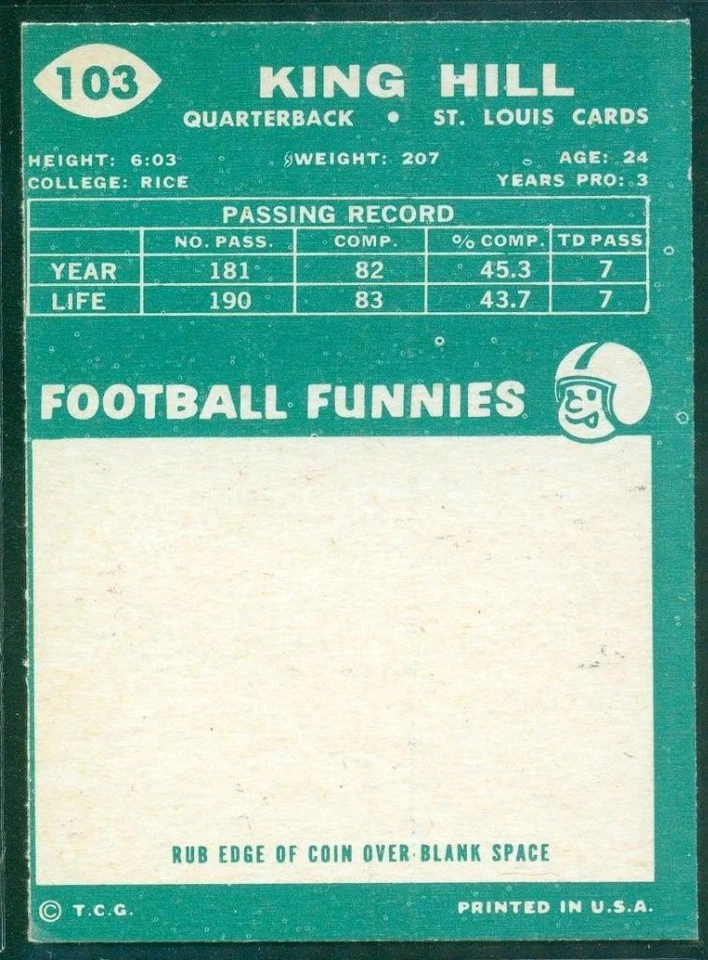 103
KING HILL
QUARTERBACK • ST. LOUIS CARDS
HEIGHT: 6:03 WEIGHT: 207 AGE: 24
COLLEGE: RICE YEARS PRO: 3
PASSING RECORD
NO. PASS. COMP. % COMP. TD PASS
YEAR 181 82 45.3 7
LIFE 190 83 43.7 7
FOOTBALL FUNNIES
RUB EDGE OF COIN OVER BLANK SPACE
© T.C.G. PRINTED IN U.S.A.